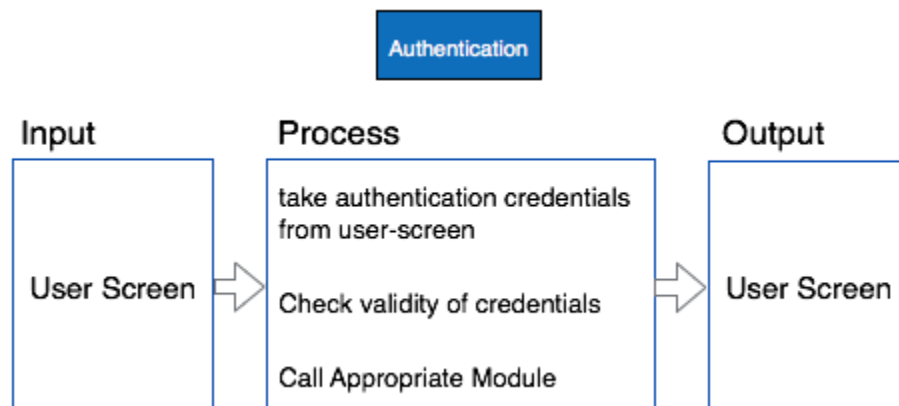 Authentication
Input
Process
Output
User Screen
take authentication credentials
from user-screen
Check validity of credentials
Call Appropriate Module
User Screen